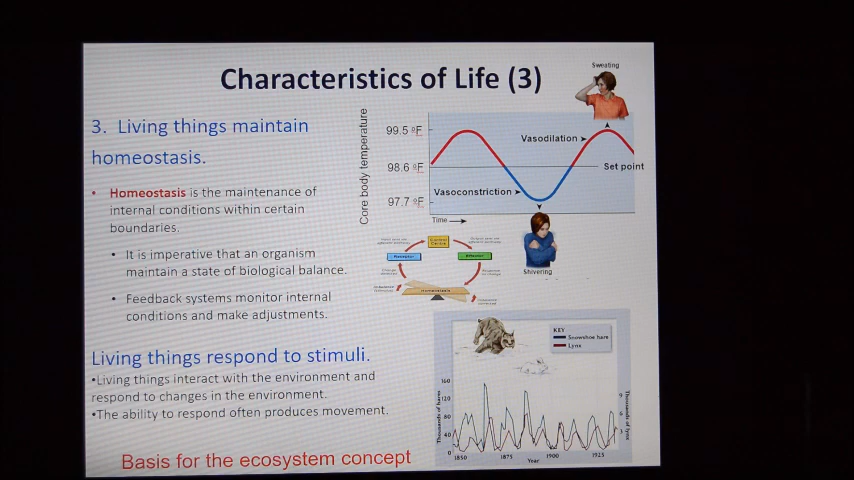 Characteristics of Life (3)
3. Living things maintain
homeostasis.
• Homeostasis is the maintenance of
internal conditions within certain
boundaries.
• It is imperative that an organism
maintain a state of biological balance.
• Feedback systems monitor internal
conditions and make adjustments.
Living things respond to stimuli.
•Living things interact with the environment and
respond to changes in the environment.
•The ability to respond often produces movement.
Basis for the ecosystem concept
Sweating
Core body temperature
99.5 ºF
98.6 ºF
97.7 ºF
Vasodilation
Set point
Vasoconstriction
Time
Shivering
Control
Receptor
Effector
Homeostasis
KEY
Snowshoe hare
Lynx
Thousands of hares
160
120
80
40
0
1850
1875
1900
1925
Year
Thousands of lynx